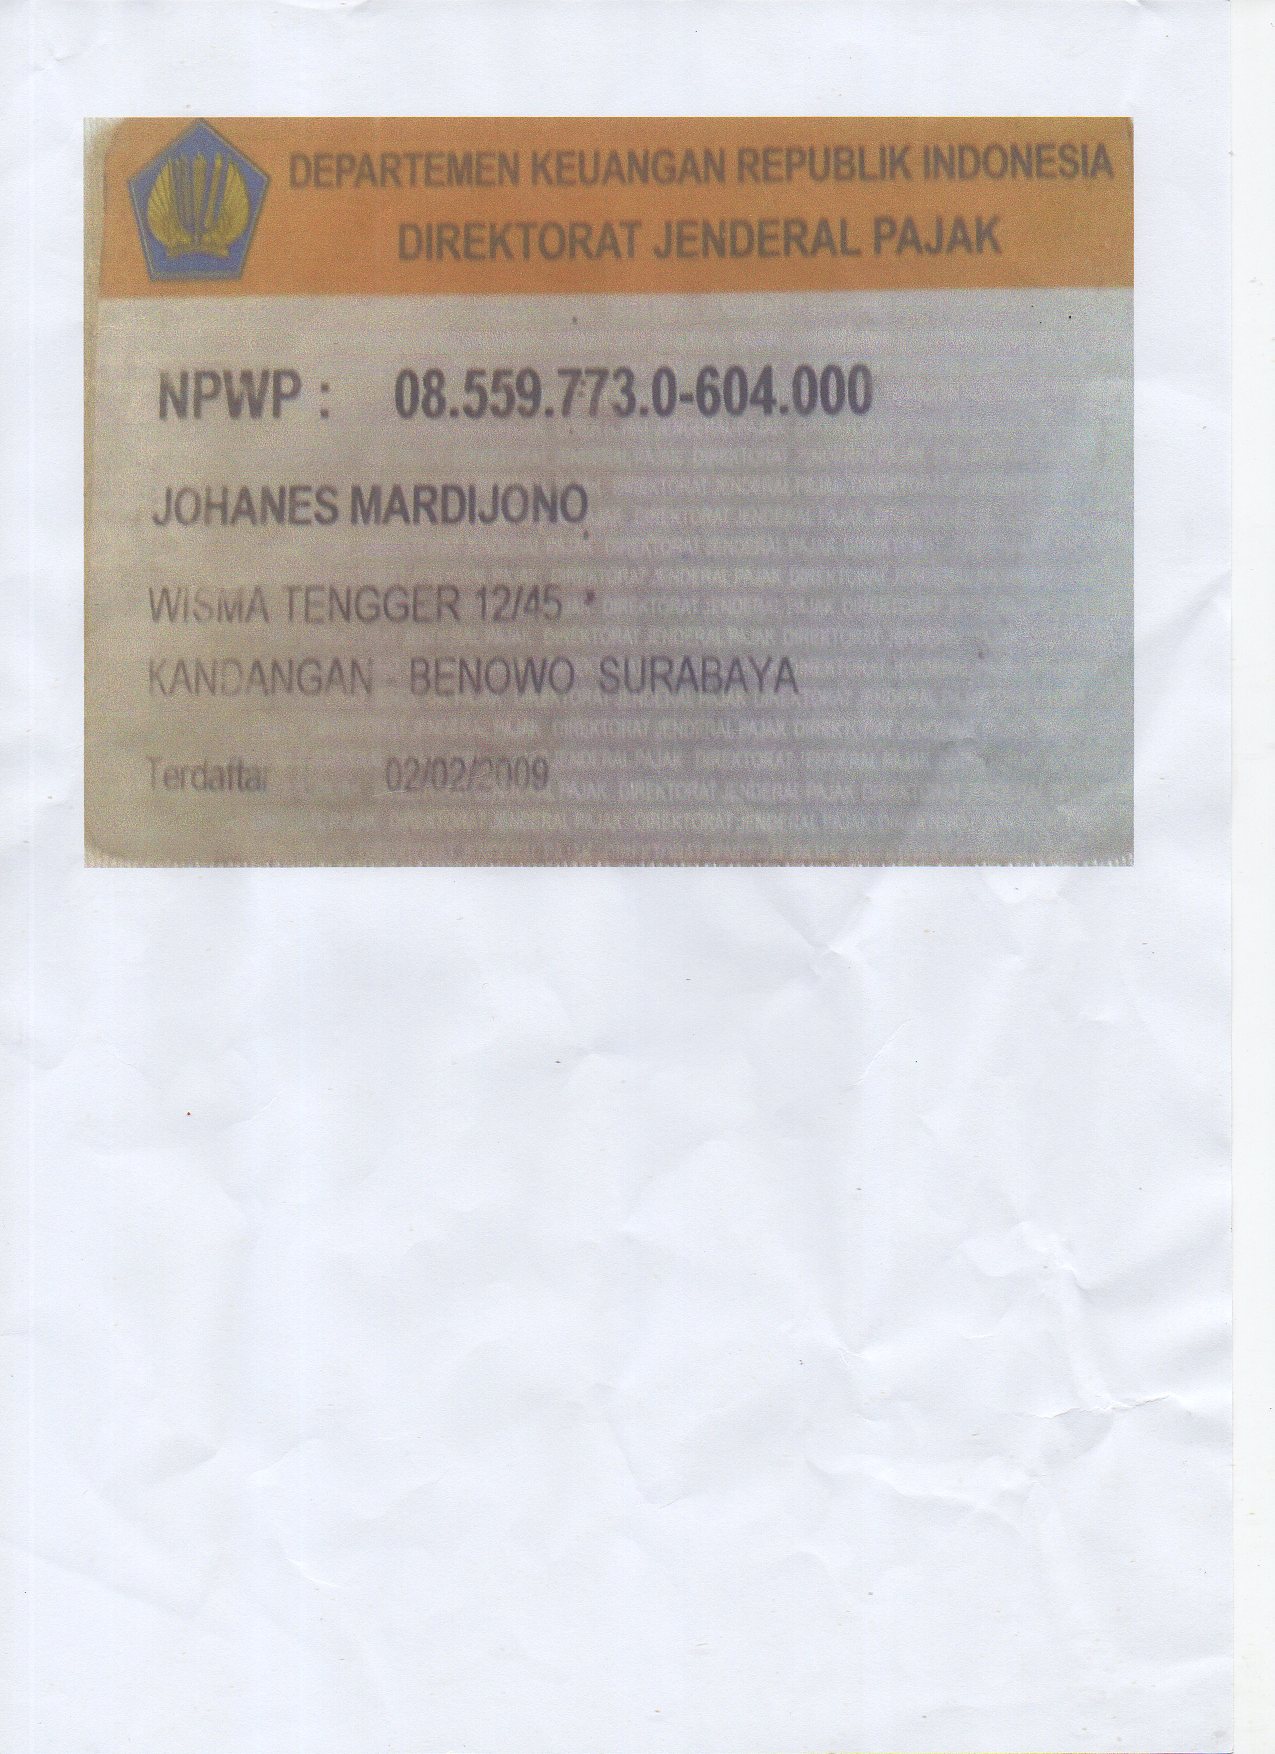 DEPARTEMEN KEUANGAN REPUBLIK INDONESIA
DIREKTORAT JENDERAL PAJAK
NPWP : 08.559.773.0-604.000
JOHANES MARDIJONO
WISMA TENGGER 12/45
KANDANGAN - BENOWO SURABAYA
Terdaftar 02/02/2009